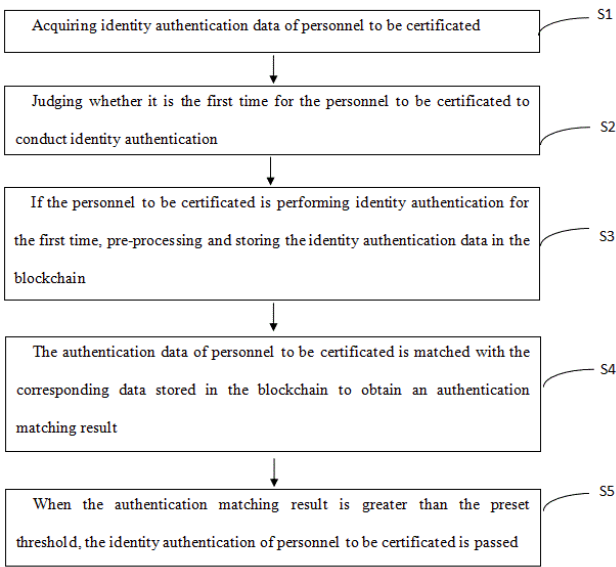 Acquiring identity authentication data of personnel to be certificated
S1
Judging whether it is the first time for the personnel to be certificated to
conduct identity authentication
S2
If the personnel to be certificated is performing identity authentication for
the first time, pre-processing and storing the identity authentication data in the
blockchain
S3
The authentication data of personnel to be certificated is matched with the
corresponding data stored in the blockchain to obtain an authentication
matching result
S4
When the authentication matching result is greater than the preset
threshold, the identity authentication of personnel to be certificated is passed
S5